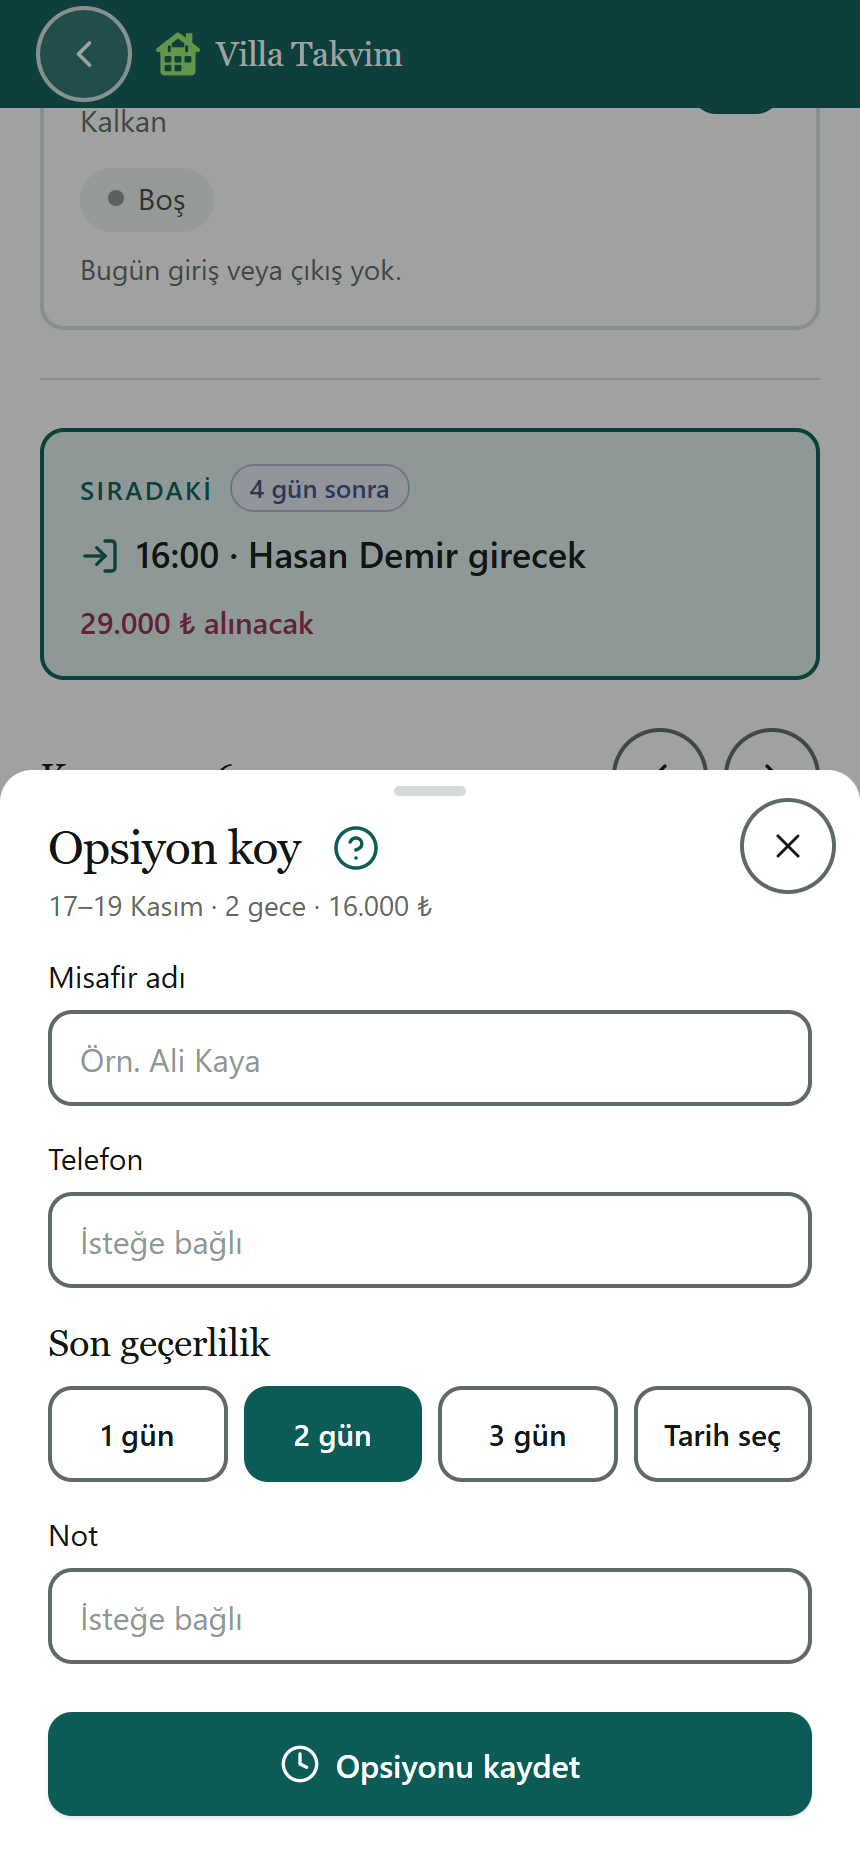 Villa Takvim
Kalkan
Boş
Bugün giriş veya çıkış yok.
SIRADAKİ
4 gün sonra
16:00 · Hasan Demir girecek
29.000 ₺ alınacak
Opsiyon koy
17–19 Kasım · 2 gece · 16.000 ₺
Misafir adı
Örn. Ali Kaya
Telefon
İsteğe bağlı
Son geçerlilik
1 gün
2 gün
3 gün
Tarih seç
Not
İsteğe bağlı
Opsiyonu kaydet